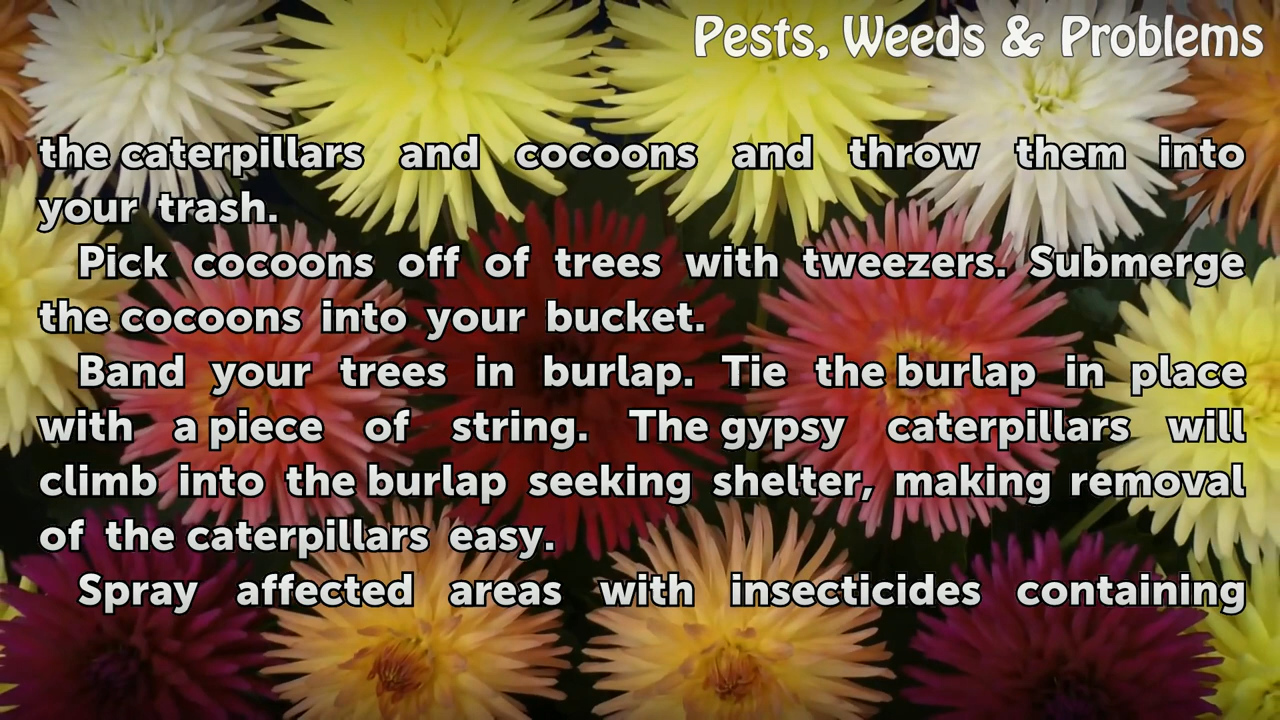 Pests, Weeds & Problems
the caterpillars and cocoons and throw them into
your trash.
Pick cocoons off of trees with tweezers. Submerge
the cocoons into your bucket.
Band your trees in burlap. Tie the burlap in place
with a piece of string. The gypsy caterpillars will
climb into the burlap seeking shelter, making removal
of the caterpillars easy.
Spray affected areas with insecticides containing